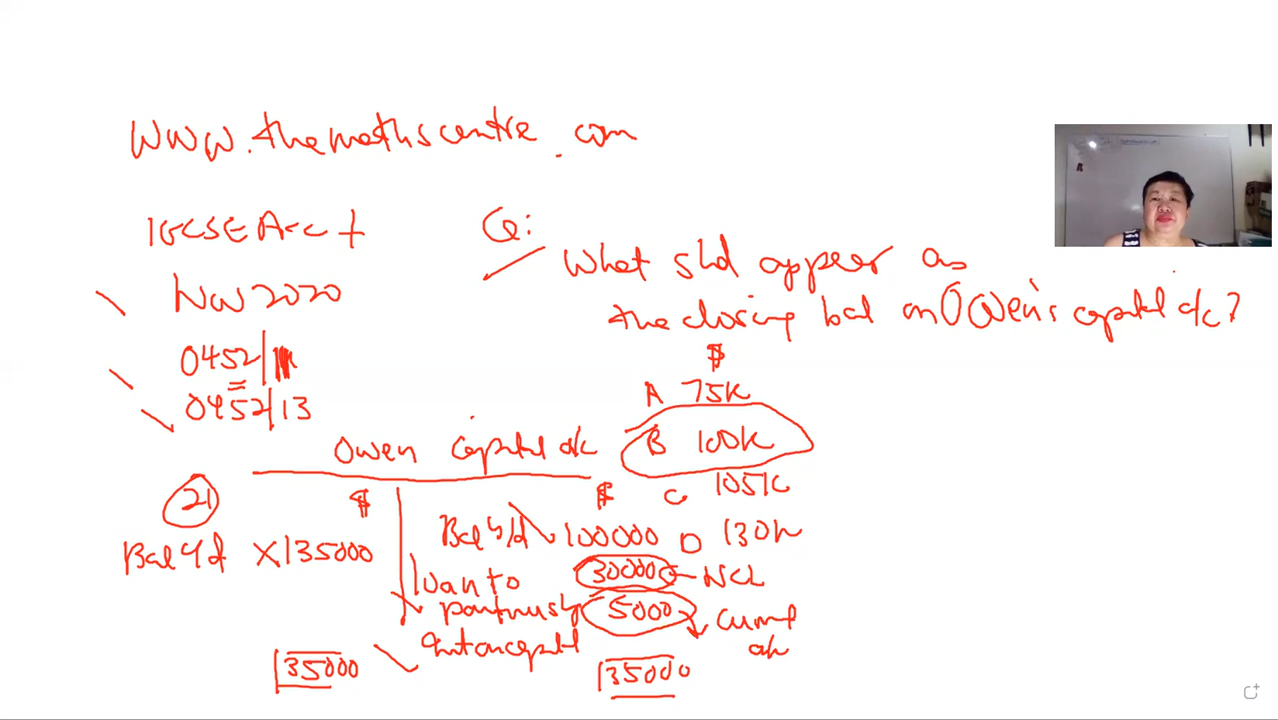 www.themathscentre.com
IGCSE Acct
Nov 2020
0452/
0452/13
21
Q:
What shd appear as
the closing bal on Owen's capital a/c?
$
A 75K
B 100K
C 105K
D 130K
Owen capital a/c
$ $
Bal c/d X135000
Bal b/d 100000
Loan to 30000 NCL
partnership 5000 Current a/c
Int on capital
135000 135000